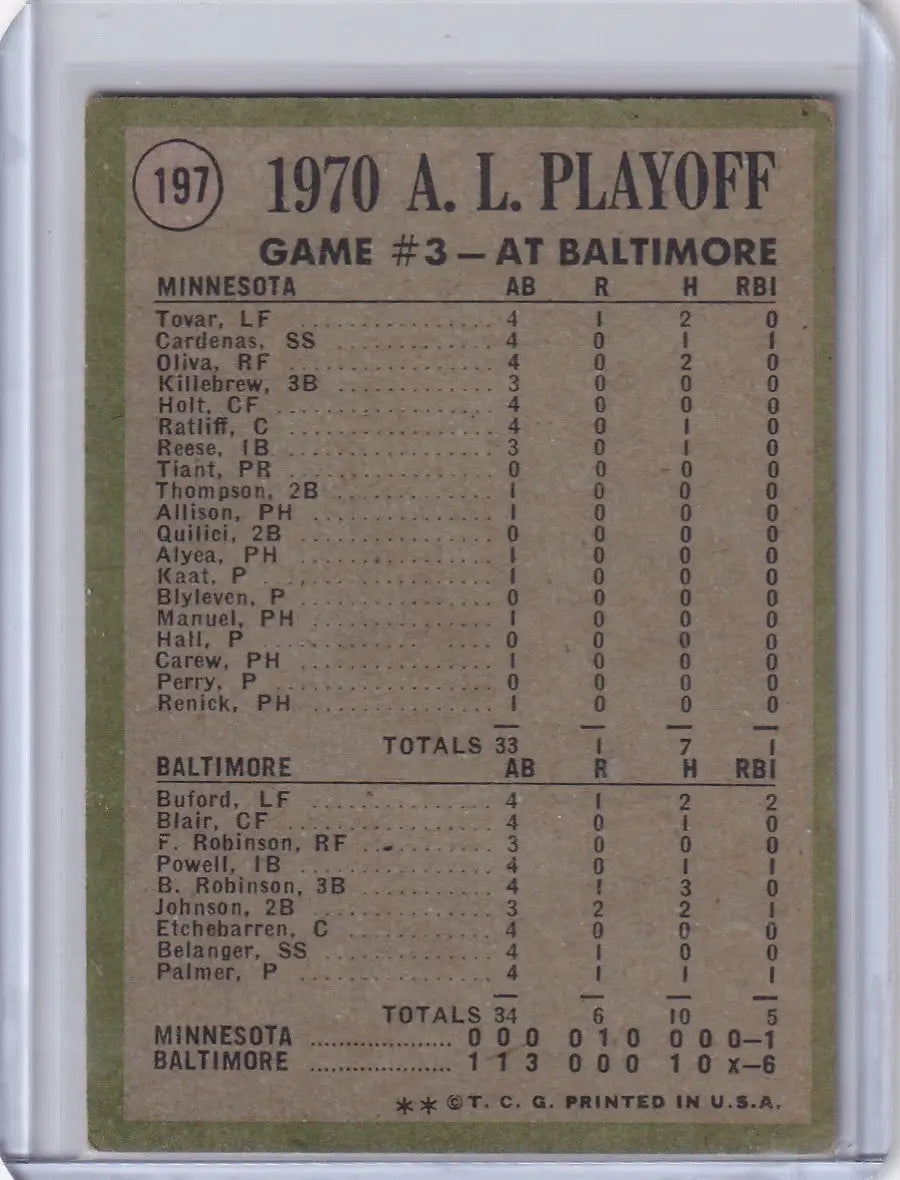 197
1970 A. L. PLAYOFF
GAME #3 — AT BALTIMORE
MINNESOTA AB R H RBI
Tovar, LF .................. 4 1 2 0
Cardenas, SS .............. 4 0 1 1
Oliva, RF .................. 4 0 2 0
Killebrew, 3B .............. 3 0 0 0
Holt, CF .................... 4 0 0 0
Ratliff, C .................. 4 0 1 0
Reese, 1B .................. 3 0 1 0
Tiant, PR .................. 0 0 0 0
Thompson, 2B .............. 1 0 0 0
Allison, PH ................ 1 0 0 0
Quilici, 2B ................ 0 0 0 0
Alyea, PH .................. 1 0 0 0
Kaat, P .................... 1 0 0 0
Blyleven, P ................ 0 0 0 0
Manuel, PH ................ 1 0 0 0
Hall, P .................... 0 0 0 0
Carew, PH .................. 1 0 0 0
Perry, P .................... 0 0 0 0
Renick, PH ................ 1 0 0 0
TOTALS 33 1 7 1
BALTIMORE AB R H RBI
Buford, LF ................ 4 1 2 2
Blair, CF .................. 4 0 1 0
F. Robinson, RF ............ 3 0 0 0
Powell, 1B ................ 4 0 1 1
B. Robinson, 3B ............ 4 1 3 0
Johnson, 2B ................ 3 2 2 1
Etchebarren, C ............ 4 0 0 0
Belanger, SS .............. 4 1 0 0
Palmer, P .................. 4 1 1 1
TOTALS 34 6 10 5
MINNESOTA .................... 0 0 0 0 1 0 0 0 0—1
BALTIMORE .................... 1 1 3 0 0 0 1 0 x—6
** © T. C. G. PRINTED IN U.S.A.